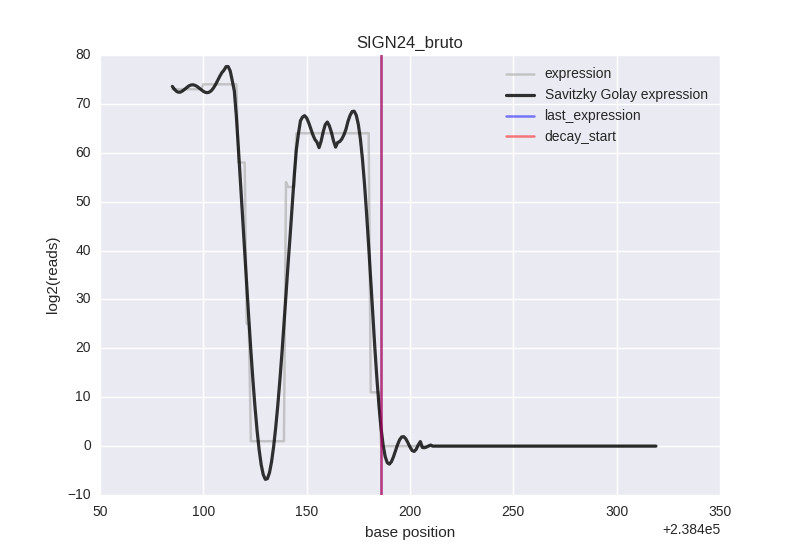 SIGN24_bruto
expression
Savitzky Golay expression
last_expression
decay_start
log2(reads)
80
70
60
50
40
30
20
10
0
−10
50 100 150 200 250 300 350
+2.384e5
base position